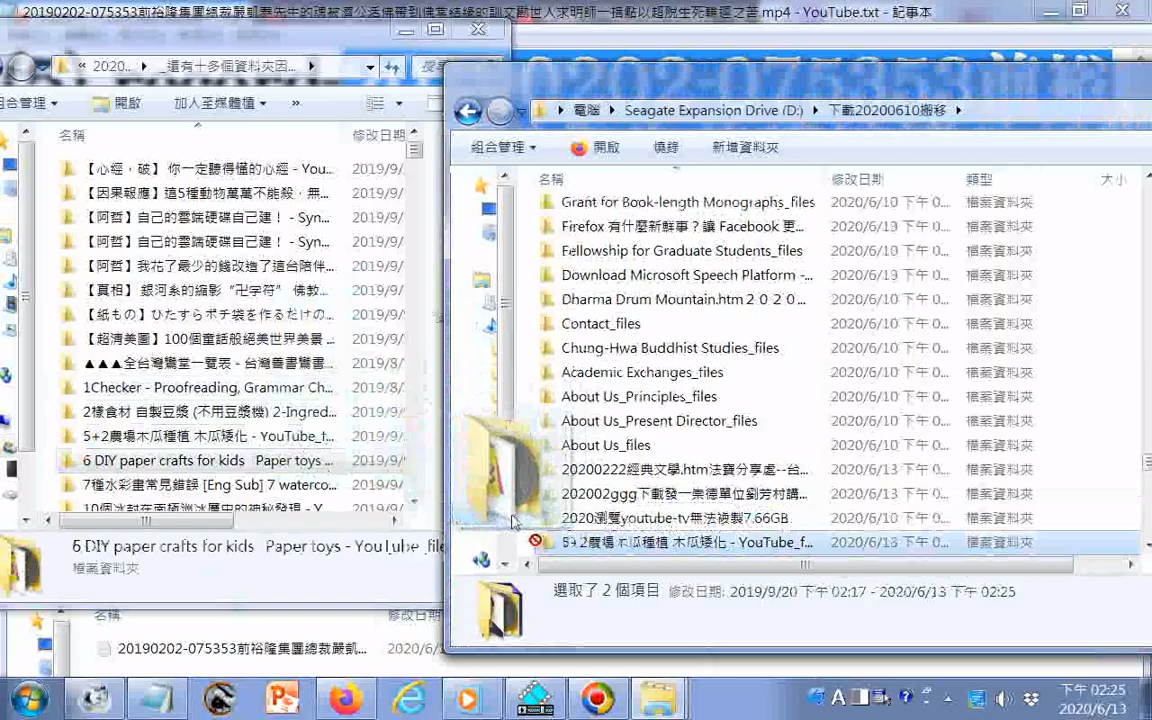 20190202-075353前裕隆集團總裁嚴凱泰先生的魂被濟公活佛帶到佛堂結緣的訓文勸世人求明師一指點以超脫生死輪迴之苦.mp4 - YouTube.txt - 記事本
« 2020.. ▸ _還有十多個資料夾因... ▸
組合管理 開啟 加入至媒體櫃 »
名稱 修改日期
【心經，破】你一定聽得懂的心經 - You... 2019/9/
【因果報應】這5種動物萬萬不能殺．無... 2019/9/
【阿哲】自己的雲端硬碟自己建！ - Syn... 2019/9/
【阿哲】自己的雲端硬碟自己建！ - Syn... 2019/9/
【阿哲】我花了最少的錢改造了這台陪伴... 2019/9/
【真相】 銀河系的縮影“卍字符” 佛教... 2019/9/
【紙もの】ひたすらポチ袋を作るだけの... 2019/9/
【超清美圖】100個童話般絕美世界美景... 2019/9/
▲▲▲全台灣鸞堂一覽表 - 台灣善書鸞書... 2019/8/
1Checker - Proofreading, Grammar Ch... 2019/9/
2樣食材 自製豆漿 (不用豆漿機) 2-Ingred... 2019/9/
5+2農場木瓜種植 木瓜矮化 - YouTube_f... 2019/9/
6 DIY paper crafts for kids Paper toys ... 2019/9/
7種水彩畫常見錯誤 [Eng Sub] 7 waterco... 2019/9/
10個冰封在南極洲冰層中的神秘發現 - Y... 2019/9/
6 DIY paper crafts for kids Paper toys - YouTube_file
檔案資料夾
名稱 修改日期
20190202-075353前裕隆集團總裁嚴凱... 2020/6/
▸ 電腦 ▸ Seagate Expansion Drive (D:) ▸ 下載20200610搬移 ▸
組合管理 開啟 燒錄 新增資料夾
名稱 修改日期 類型 大小
Grant for Book-length Monographs_files 2020/6/10 下午 0... 檔案資料夾
Firefox 有什麼新鮮事？讓 Facebook 更... 2020/6/13 下午 0... 檔案資料夾
Fellowship for Graduate Students_files 2020/6/10 下午 0... 檔案資料夾
Download Microsoft Speech Platform -... 2020/6/13 下午 0... 檔案資料夾
Dharma Drum Mountain.htm２０２０... 2020/6/10 下午 0... 檔案資料夾
Contact_files 2020/6/10 下午 0... 檔案資料夾
Chung-Hwa Buddhist Studies_files 2020/6/10 下午 0... 檔案資料夾
Academic Exchanges_files 2020/6/10 下午 0... 檔案資料夾
About Us_Principles_files 2020/6/10 下午 0... 檔案資料夾
About Us_Present Director_files 2020/6/10 下午 0... 檔案資料夾
About Us_files 2020/6/10 下午 0... 檔案資料夾
20200222經典文學.htm法寶分享處--台... 2020/6/10 下午 0... 檔案資料夾
202002ggg下載發一崇德單位劉芳村講... 2020/6/10 下午 0... 檔案資料夾
2020瀏覽youtube-tv無法複製7.66GB 2020/6/10 下午 0... 檔案資料夾
5+2農場木瓜種植 木瓜矮化 - YouTube_f... 2020/6/13 下午 0... 檔案資料夾
選取了 2 個項目 修改日期: 2019/9/20 下午 02:17 - 2020/6/13 下午 02:25
下午 02:25
2020/6/13